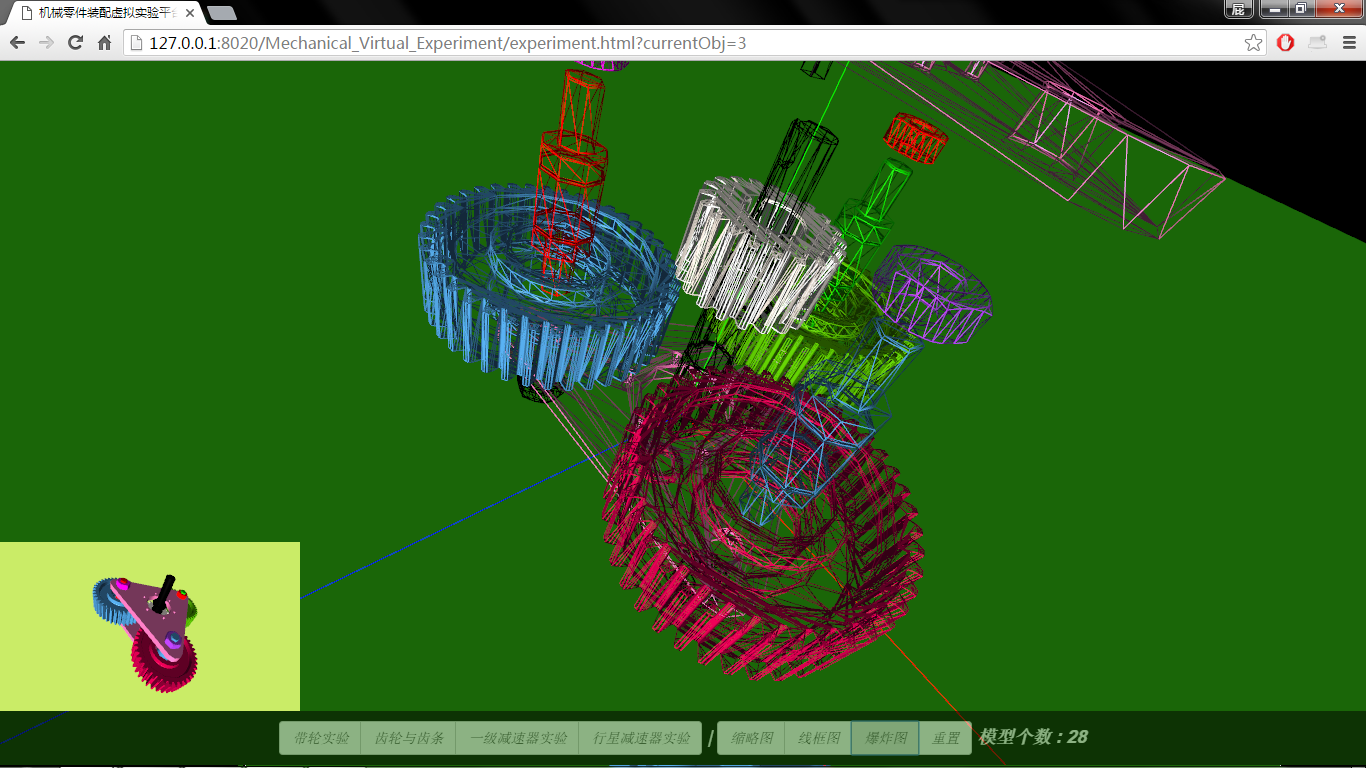 机械零件装配虚拟实验平
屁
127.0.0.1:8020/Mechanical_Virtual_Experiment/experiment.html?currentObj=3
带轮实验 齿轮与齿条 一级减速器实验 行星减速器实验 | 缩略图 线框图 爆炸图 重置 模型个数 : 28